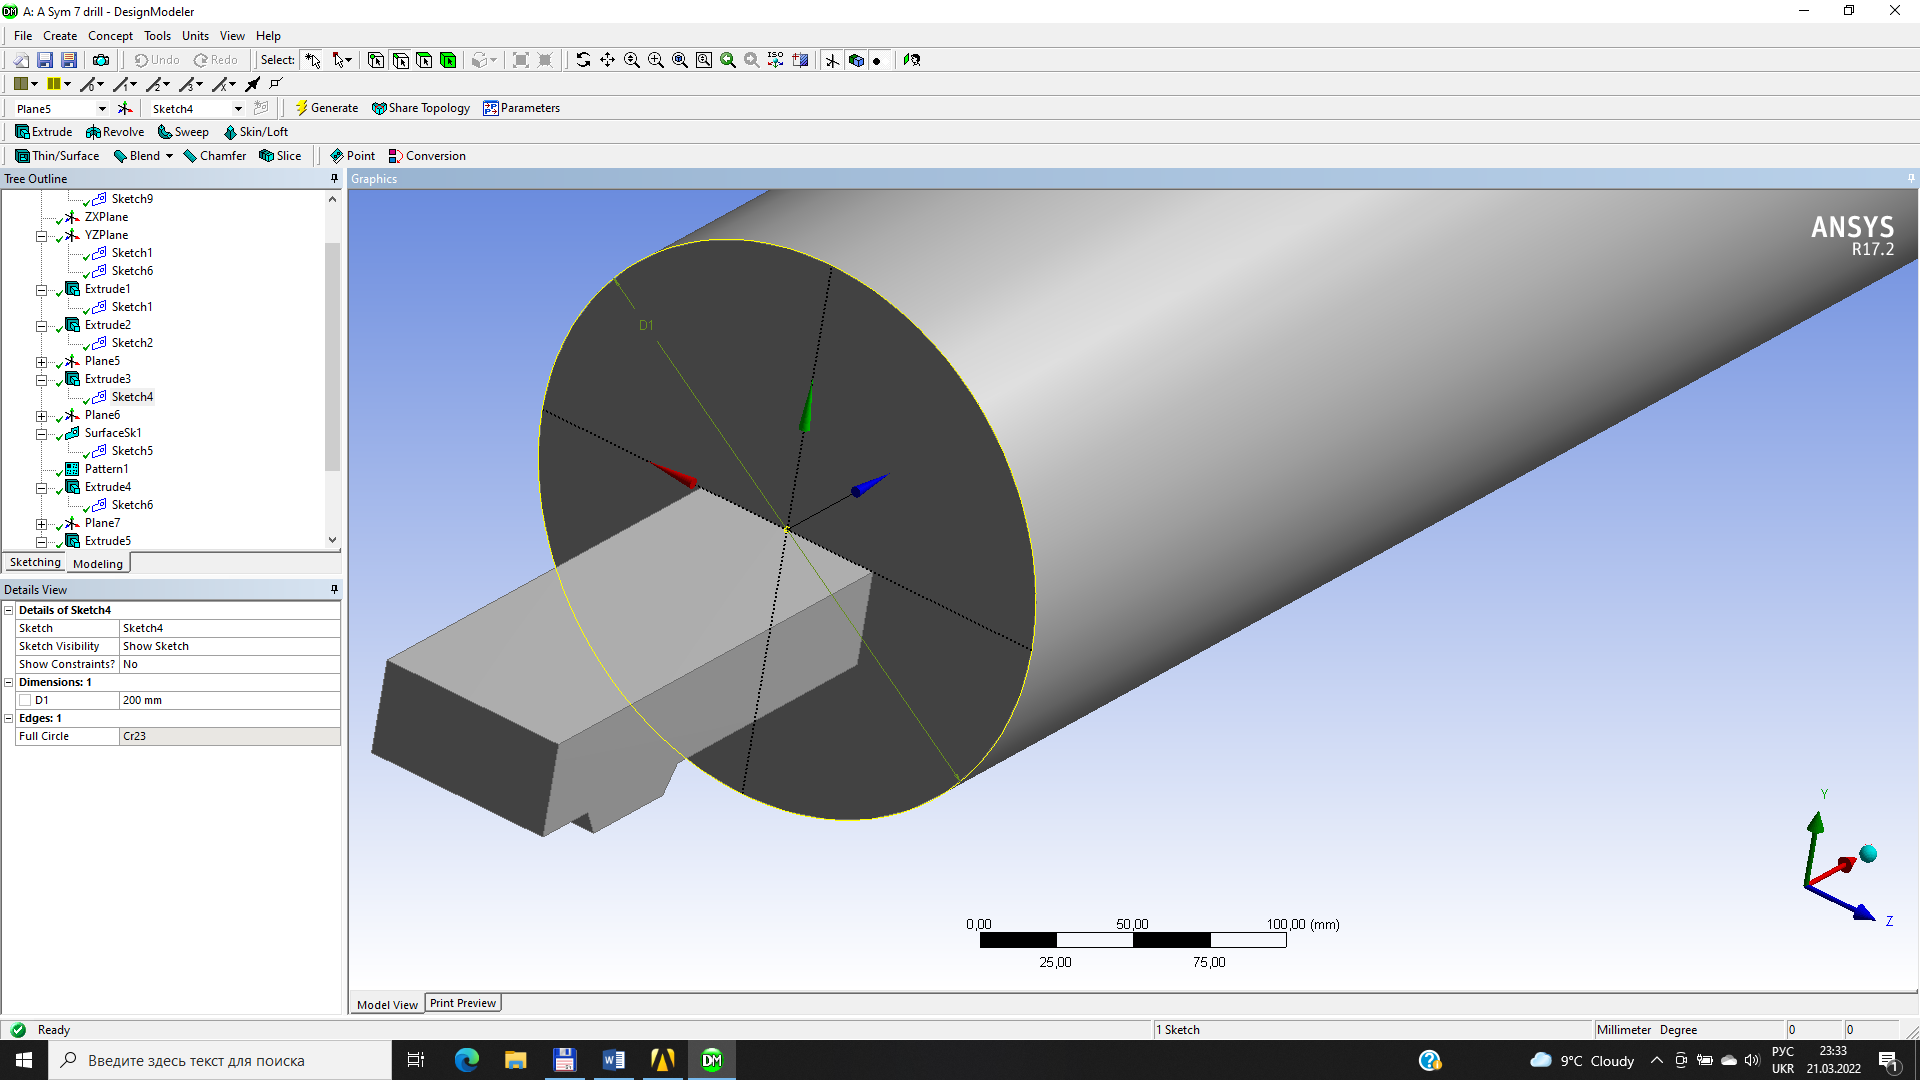 A: A Sym 7 drill - DesignModeler
File Create Concept Tools Units View Help
Undo Redo Select: ISO
Plane5 Sketch4 Generate Share Topology Parameters
Extrude Revolve Sweep Skin/Loft
Thin/Surface Blend Chamfer Slice Point Conversion
Tree Outline
Sketch9
ZXPlane
YZPlane
Sketch1
Sketch6
Extrude1
Sketch1
Extrude2
Sketch2
Plane5
Extrude3
Sketch4
Plane6
SurfaceSk1
Sketch5
Pattern1
Extrude4
Sketch6
Plane7
Extrude5
Sketching Modeling
Details View
Details of Sketch4
Sketch Sketch4
Sketch Visibility Show Sketch
Show Constraints? No
Dimensions: 1
D1 200 mm
Edges: 1
Full Circle Cr23
Graphics
ANSYS
R17.2
D1
Y
Z
0,00 50,00 100,00 (mm)
25,00 75,00
Model View Print Preview
Ready 1 Sketch Millimeter Degree 0 0
Введите здесь текст для поиска
9°C Cloudy
РУС
UKR
23:33
21.03.2022
1